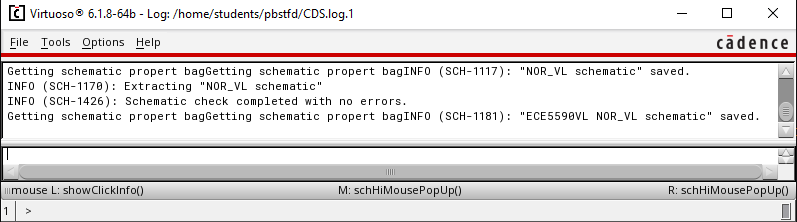 Virtuoso® 6.1.8-64b - Log: /home/students/pbstfd/CDS.log.1
File Tools Options Help
cādence
Getting schematic propert bagGetting schematic propert bagINFO (SCH-1117): "NOR_VL schematic" saved.
INFO (SCH-1170): Extracting "NOR_VL schematic"
INFO (SCH-1426): Schematic check completed with no errors.
Getting schematic propert bagGetting schematic propert bagINFO (SCH-1181): "ECE5590VL NOR_VL schematic" saved.
mouse L: showClickInfo() M: schHiMousePopUp() R: schHiMousePopUp()
1 >